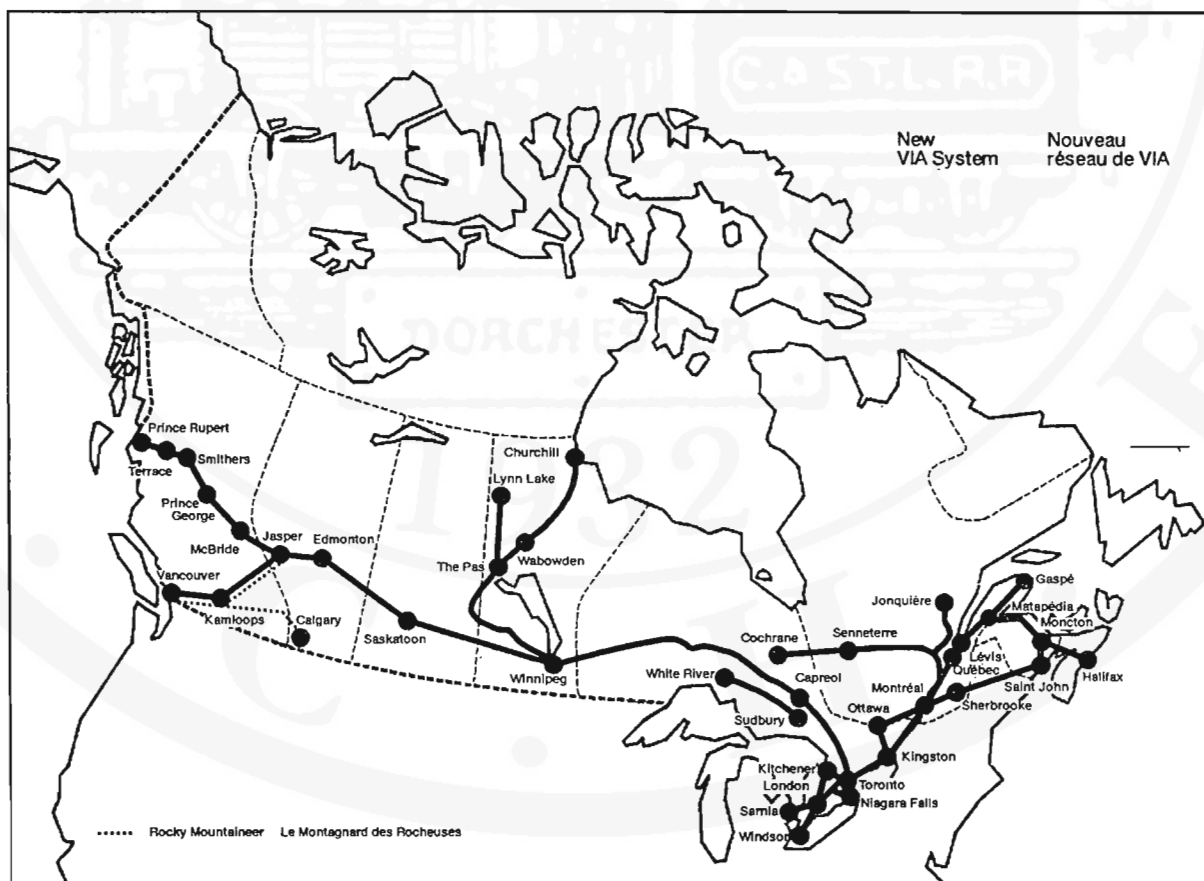 C. & S T. L. R. R
New
VIA System
Nouveau
réseau de VIA
DORCHESTER
1932
Prince Rupert
Terrace
Smithers
Prince
George
McBride
Jasper
Edmonton
Vancouver
Kamloops
Calgary
Saskatoon
Churchill
Lynn Lake
Wabowden
The Pas
Winnipeg
Cochrane
Senneterre
Jonquière
Gaspé
Matapédia
Moncton
Lévis
Québec
Halifax
Saint John
Sherbrooke
Montréal
Ottawa
White River
Capreol
Sudbury
Kingston
Kitchener
London
Toronto
Niagara Falls
Sarnia
Windsor
Rocky Mountaineer Le Montagnard des Rocheuses